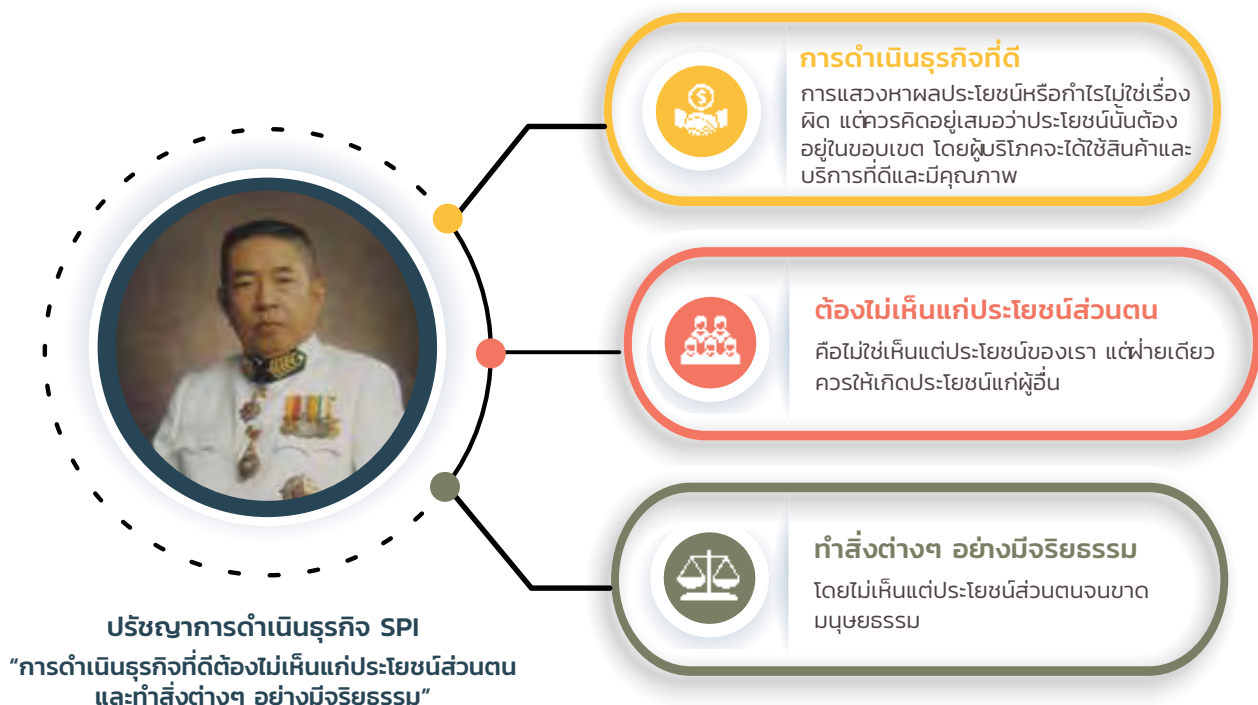 การดำเนินธุรกิจที่ดี
การแสวงหาผลประโยชน์หรือกำไรไม่ใช่เรื่อง
ผิด แต่ควรคิดอยู่เสมอว่าประโยชน์นั้นต้อง
อยู่ในขอบเขต โดยผู้บริโภคจะได้ใช้สินค้าและ
บริการที่ดีและมีคุณภาพ
ต้องไม่เห็นแก่ประโยชน์ส่วนตน
คือไม่ใช่เห็นแต่ประโยชน์ของเรา แต่ฝ่ายเดียว
ควรให้เกิดประโยชน์แก่ผู้อื่น
ทำสิ่งต่างๆ อย่างมีจริยธรรม
โดยไม่เห็นแต่ประโยชน์ส่วนตนจนขาด
มนุษยธรรม
ปรัชญาการดำเนินธุรกิจ SPI
“การดำเนินธุรกิจที่ดีต้องไม่เห็นแก่ประโยชน์ส่วนตน
และทำสิ่งต่างๆ อย่างมีจริยธรรม”